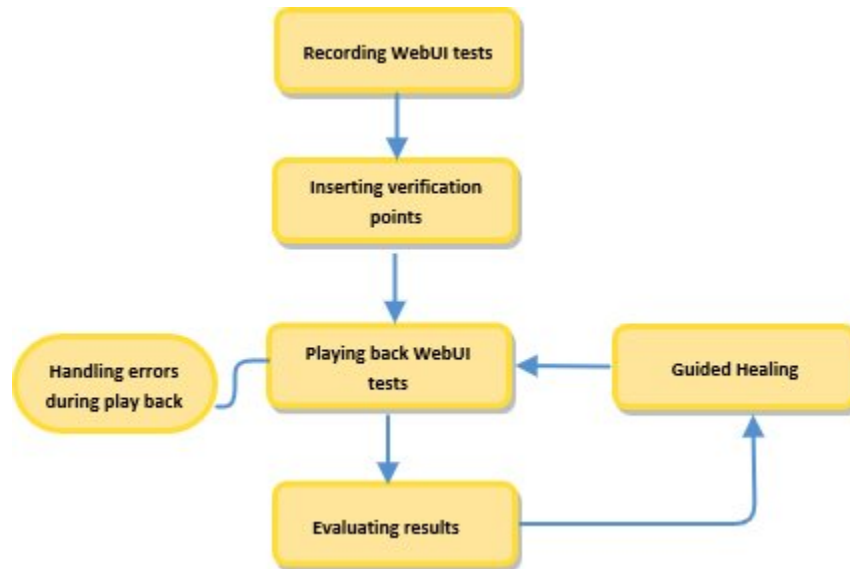 Recording WebUI tests
Inserting verification
points
Playing back WebUI
tests
Handling errors
during play back
Guided Healing
Evaluating results